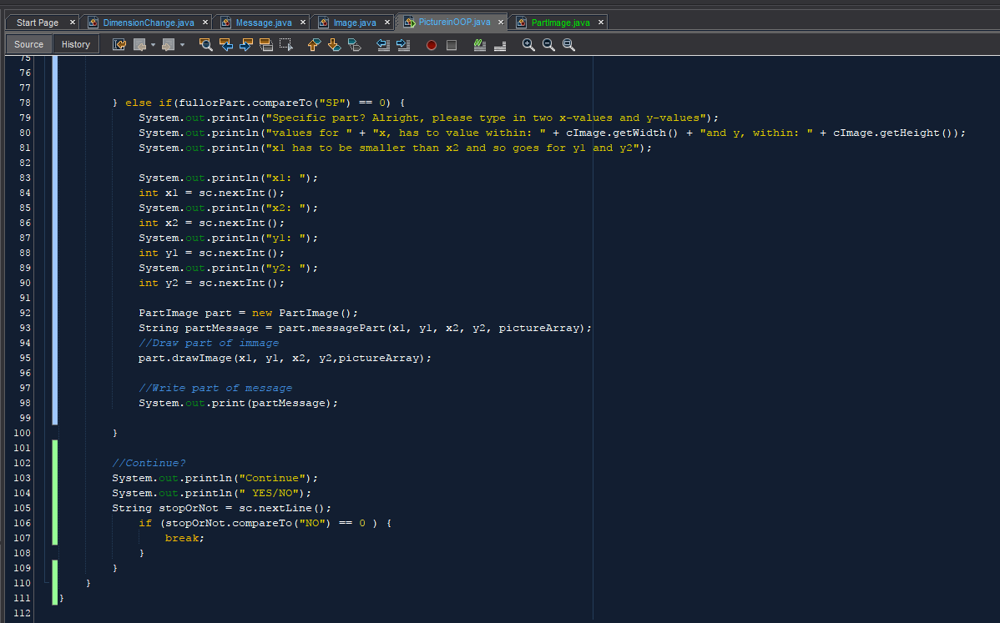 Start Page × DimensionChange.java × Message.java × Image.java × PictureinOOP.java × PartImage.java ×
Source History
75
76
77
78 } else if(fullorPart.compareTo("SP") == 0) {
79 System.out.println("Specific part? Alright, please type in two x-values and y-values");
80 System.out.println("values for " + "x, has to value within: " + cImage.getWidth() + "and y, within: " + cImage.getHeight());
81 System.out.println("x1 has to be smaller than x2 and so goes for y1 and y2");
82
83 System.out.println("x1: ");
84 int x1 = sc.nextInt();
85 System.out.println("x2: ");
86 int x2 = sc.nextInt();
87 System.out.println("y1: ");
88 int y1 = sc.nextInt();
89 System.out.println("y2: ");
90 int y2 = sc.nextInt();
91
92 PartImage part = new PartImage();
93 String partMessage = part.messagePart(x1, y1, x2, y2, pictureArray);
94 //Draw part of immage
95 part.drawImage(x1, y1, x2, y2,pictureArray);
96
97 //Write part of message
98 System.out.print(partMessage);
99
100 }
101
102 //Continue?
103 System.out.println("Continue");
104 System.out.println(" YES/NO");
105 String stopOrNot = sc.nextLine();
106 if (stopOrNot.compareTo("NO") == 0 ) {
107 break;
108 }
109 }
110 }
111 }
112